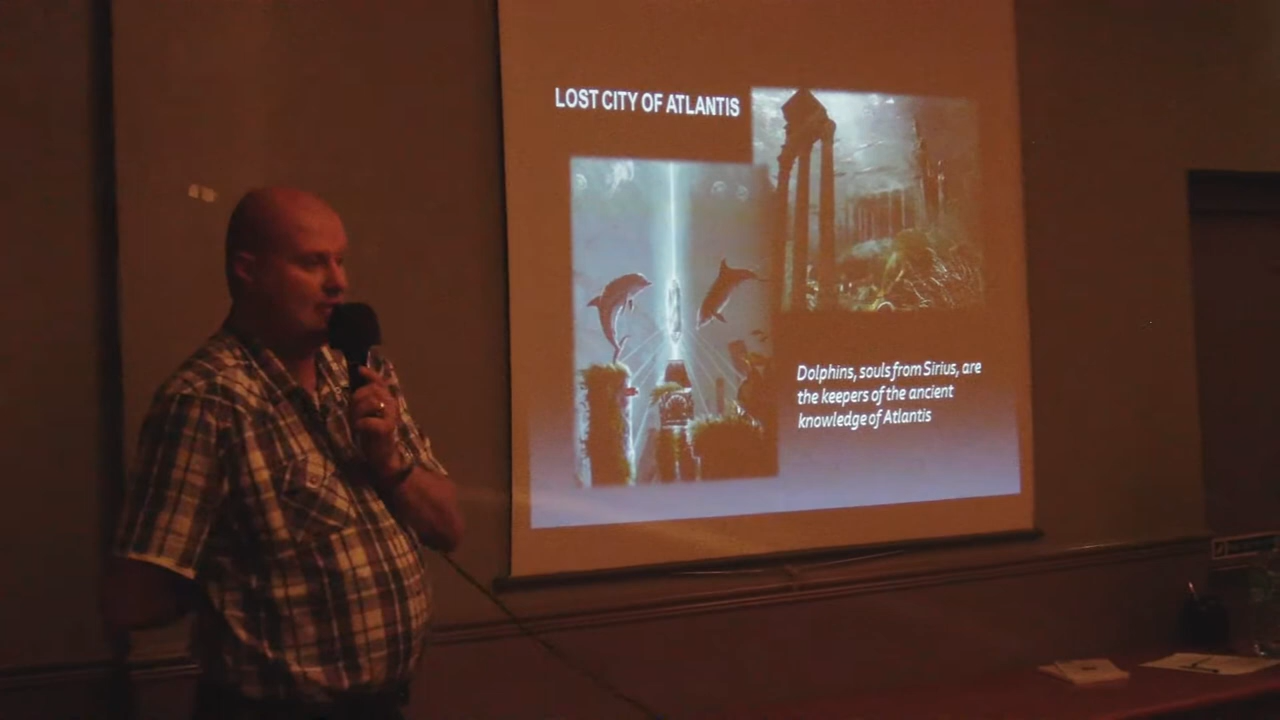 LOST CITY OF ATLANTIS
Dolphins, souls from Sirius, are
the keepers of the ancient
knowledge of Atlantis